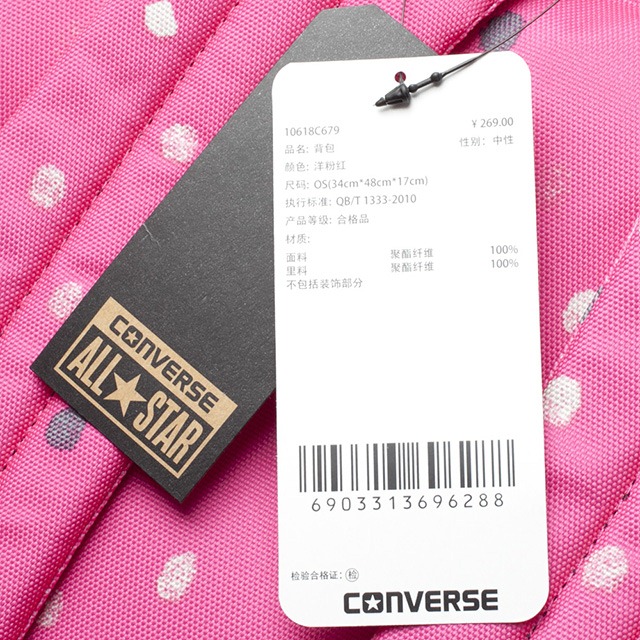 10618C679 ¥ 269.00
品名: 背包 性别: 中性
颜色: 洋粉红
尺码: OS(34cm*48cm*17cm)
执行标准: QB/T 1333-2010
产品等级: 合格品
材质:
面料 聚酯纤维 100%
里料 聚酯纤维 100%
不包括装饰部分
CONVERSE
ALL STAR
6903313696288
检验合格证: 检
CONVERSE